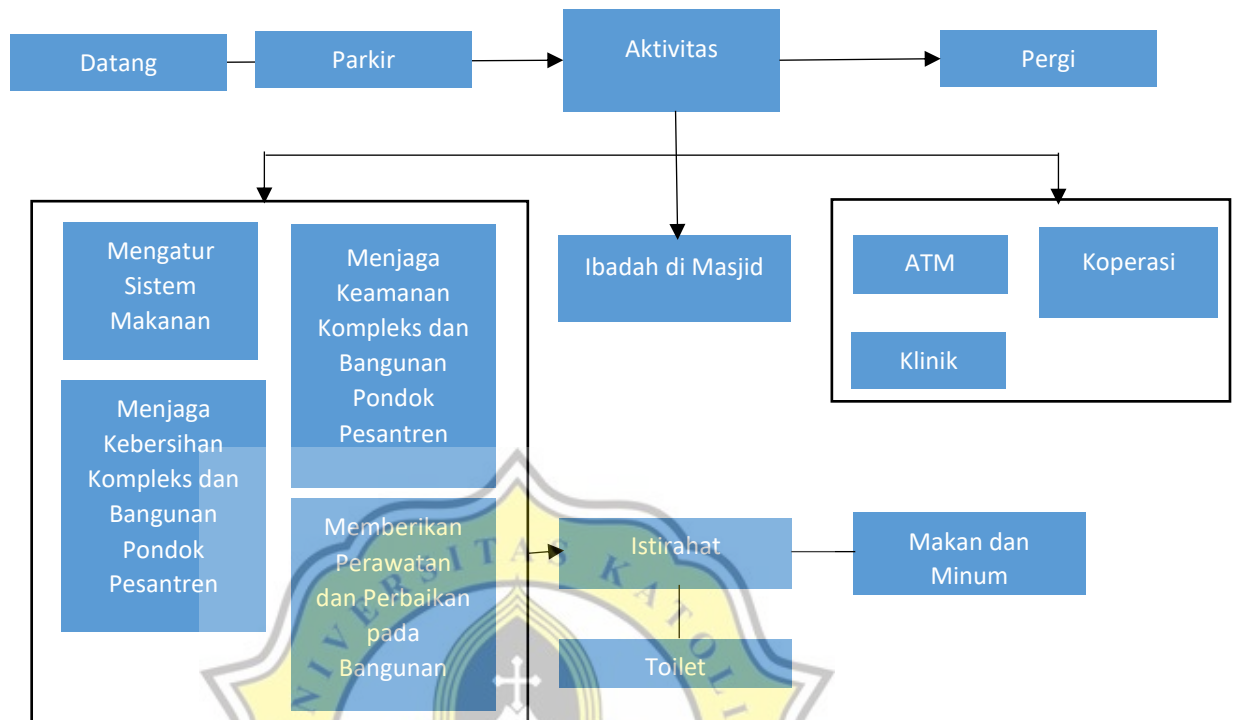 Datang
Parkir
Aktivitas
Pergi
Mengatur
Sistem
Makanan
Menjaga
Keamanan
Kompleks dan
Bangunan
Pondok
Pesantren
Ibadah di Masjid
ATM
Koperasi
Klinik
Menjaga
Kebersihan
Kompleks dan
Bangunan
Pondok
Pesantren
Memberikan
Perawatan
dan Perbaikan
pada
Bangunan
Istirahat
Makan dan
Minum
Toilet